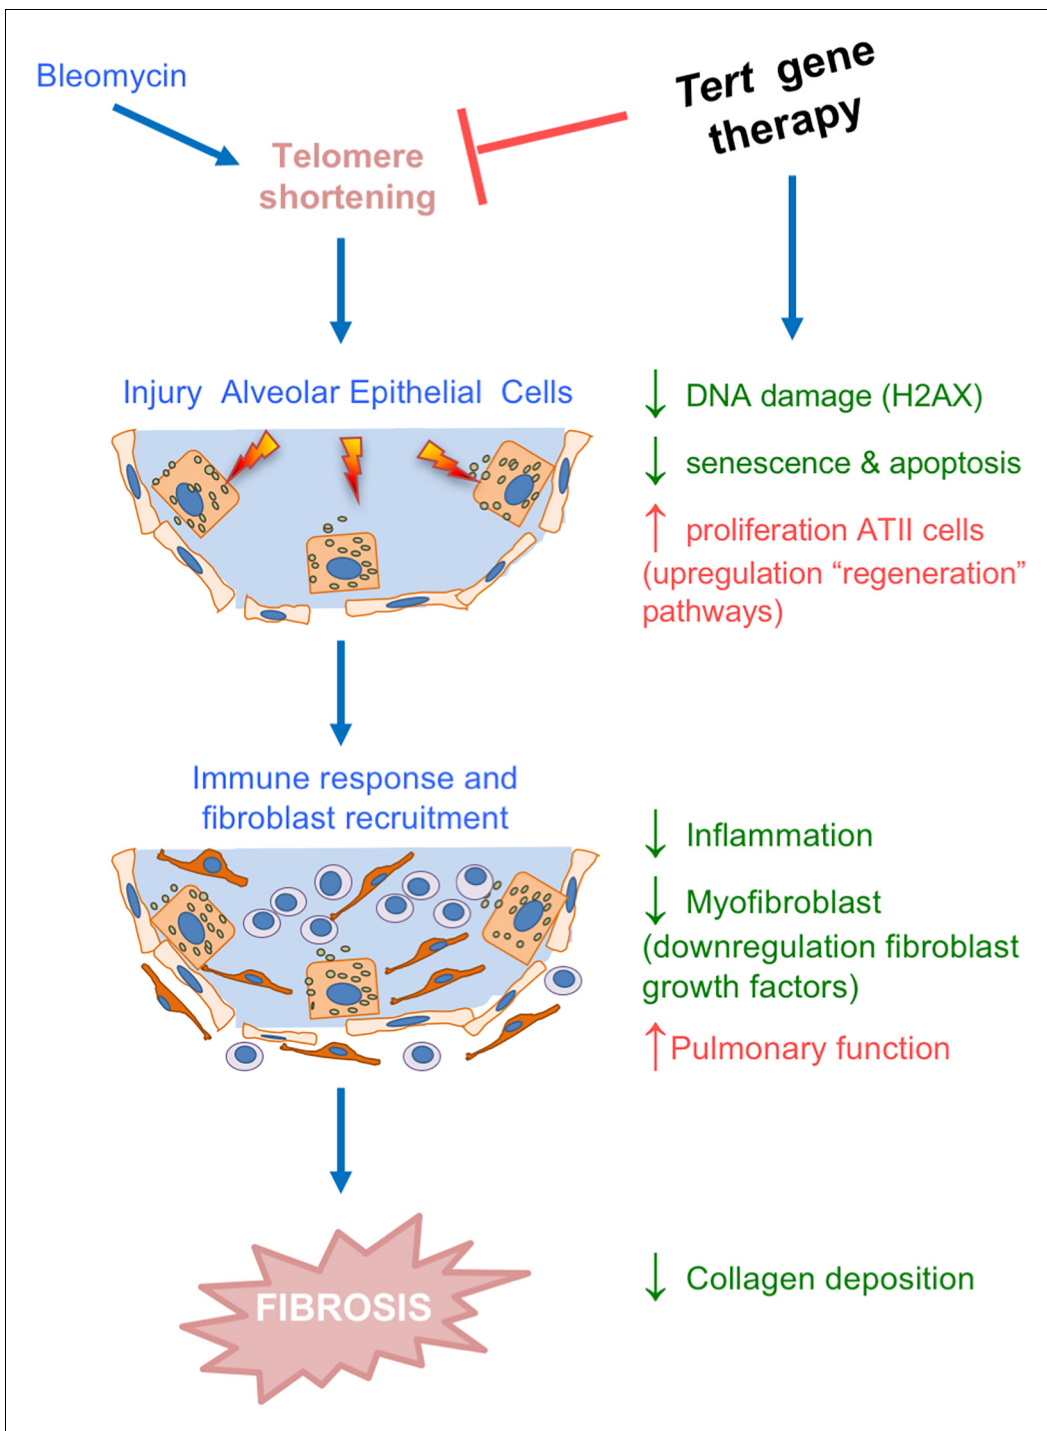 Bleomycin
Tert gene
therapy
Telomere
shortening
Injury Alveolar Epithelial Cells
↓ DNA damage (H2AX)
↓ senescence & apoptosis
↑ proliferation ATII cells
(upregulation “regeneration”
pathways)
Immune response and
fibroblast recruitment
↓ Inflammation
↓ Myofibroblast
(downregulation fibroblast
growth factors)
↑ Pulmonary function
FIBROSIS
↓ Collagen deposition